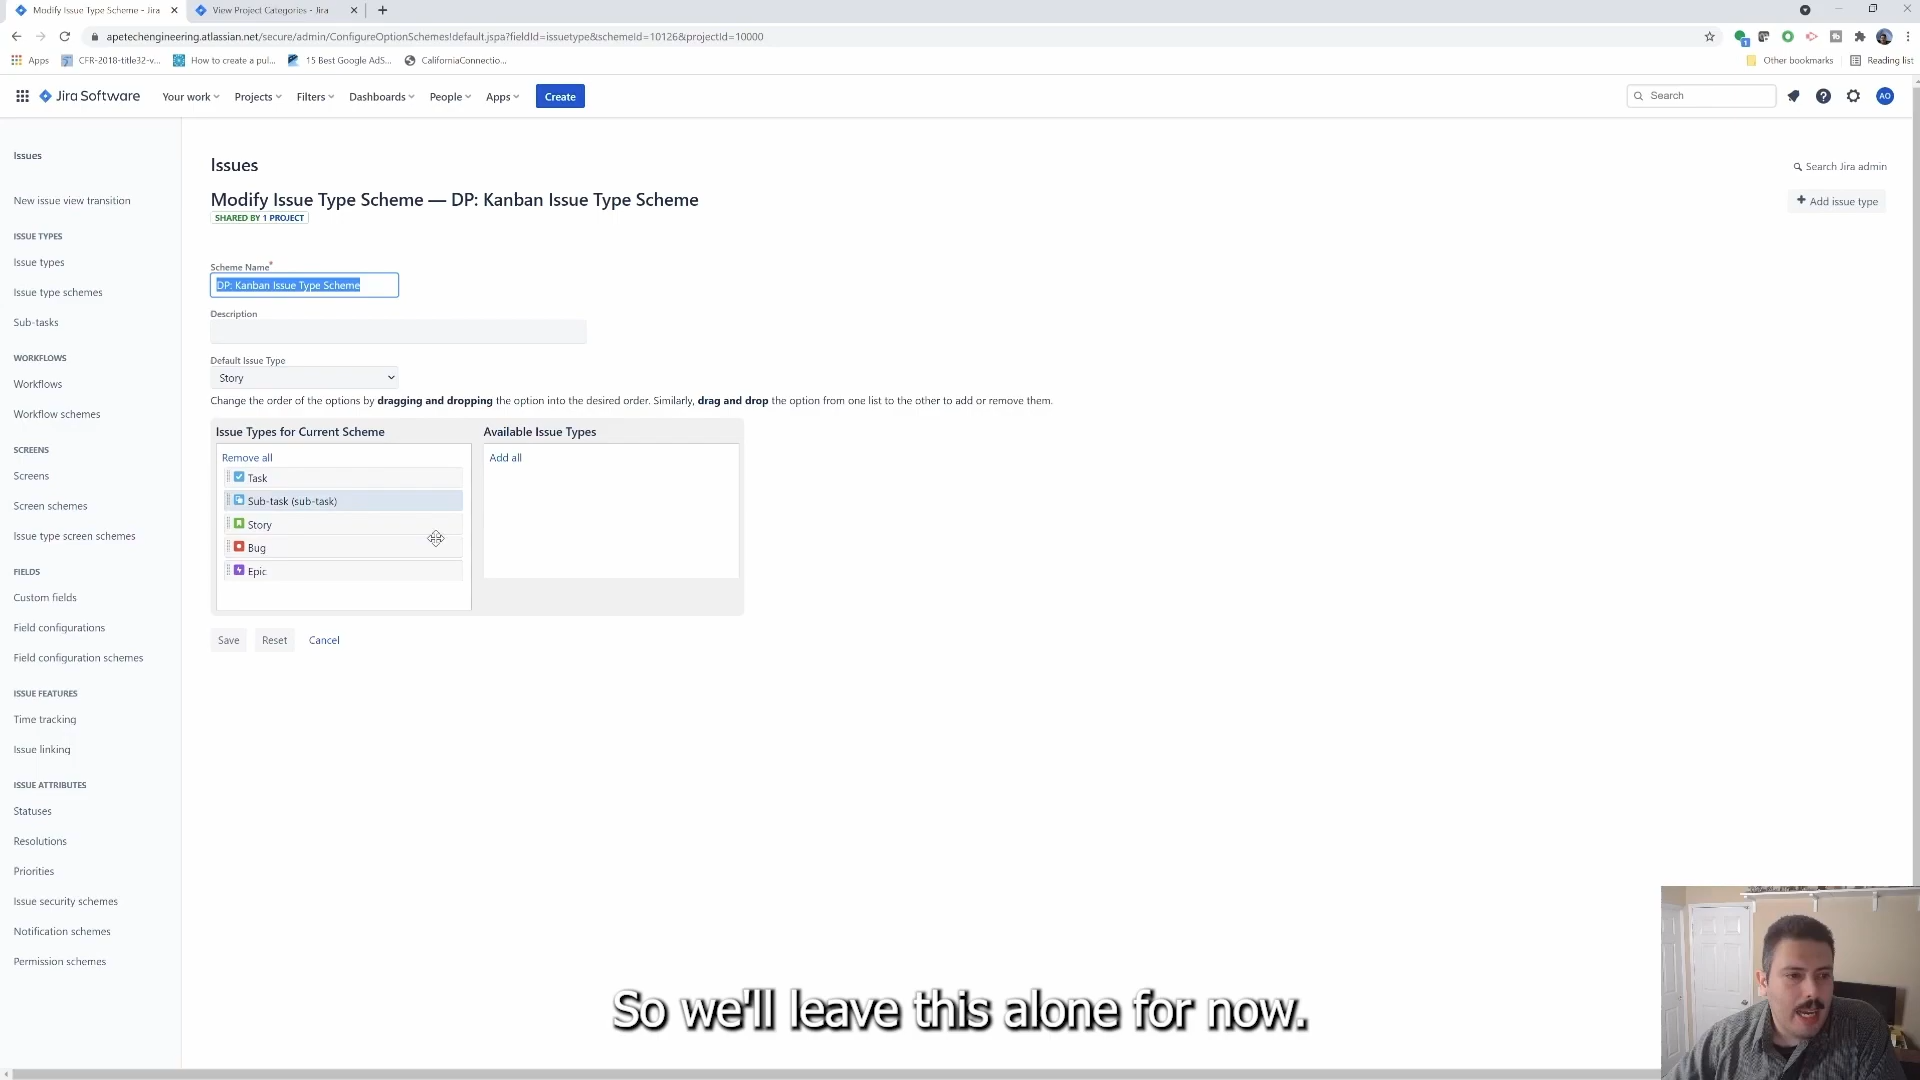 Modify Issue Type Scheme - Jira
View Project Categories - Jira
apetechengineering.atlassian.net/secure/admin/ConfigureOptionSchemes!default.jspa?fieldId=issuetype&schemeId=10126&projectId=10000
Apps
CFR-2018-title32-v...
How to create a pul...
15 Best Google AdS...
CaliforniaConnectio...
Other bookmarks
Reading list
Jira Software
Your work
Projects
Filters
Dashboards
People
Apps
Create
Search
AO
Issues
New issue view transition
ISSUE TYPES
Issue types
Issue type schemes
Sub-tasks
WORKFLOWS
Workflows
Workflow schemes
SCREENS
Screens
Screen schemes
Issue type screen schemes
FIELDS
Custom fields
Field configurations
Field configuration schemes
ISSUE FEATURES
Time tracking
Issue linking
ISSUE ATTRIBUTES
Statuses
Resolutions
Priorities
Issue security schemes
Notification schemes
Permission schemes
Issues
Search Jira admin
Modify Issue Type Scheme — DP: Kanban Issue Type Scheme
SHARED BY 1 PROJECT
+ Add issue type
Scheme Name*
DP: Kanban Issue Type Scheme
Description
Default Issue Type
Story
Change the order of the options by dragging and dropping the option into the desired order. Similarly, drag and drop the option from one list to the other to add or remove them.
Issue Types for Current Scheme
Remove all
Task
Sub-task (sub-task)
Story
Bug
Epic
Available Issue Types
Add all
Save
Reset
Cancel
So we'll leave this alone for now.